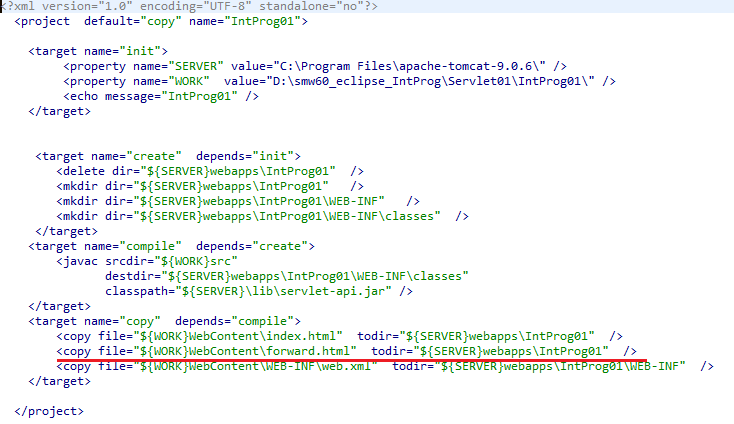 <?xml version="1.0" encoding="UTF-8" standalone="no"?>
<project  default="copy" name="IntProg01">
<target name="init">
<property name="SERVER" value="C:\Program Files\apache-tomcat-9.0.6\" />
<property name="WORK"  value="D:\smw60_eclipse_IntProg\Servlet01\IntProg01\" />
<echo message="IntProg01" />
</target>
<target name="create"  depends="init">
<delete dir="${SERVER}webapps\IntProg01"  />
<mkdir dir="${SERVER}webapps\IntProg01"   />
<mkdir dir="${SERVER}webapps\IntProg01\WEB-INF"   />
<mkdir dir="${SERVER}webapps\IntProg01\WEB-INF\classes"  />
</target>
<target name="compile"  depends="create">
<javac srcdir="${WORK}src"
destdir="${SERVER}webapps\IntProg01\WEB-INF\classes"
classpath="${SERVER}\lib\servlet-api.jar" />
</target>
<target name="copy"  depends="compile">
<copy file="${WORK}WebContent\index.html"  todir="${SERVER}webapps\IntProg01"  />
<copy file="${WORK}WebContent\forward.html"  todir="${SERVER}webapps\IntProg01"  />
<copy file="${WORK}WebContent\WEB-INF\web.xml"  todir="${SERVER}webapps\IntProg01\WEB-INF"  />
</target>
</project>